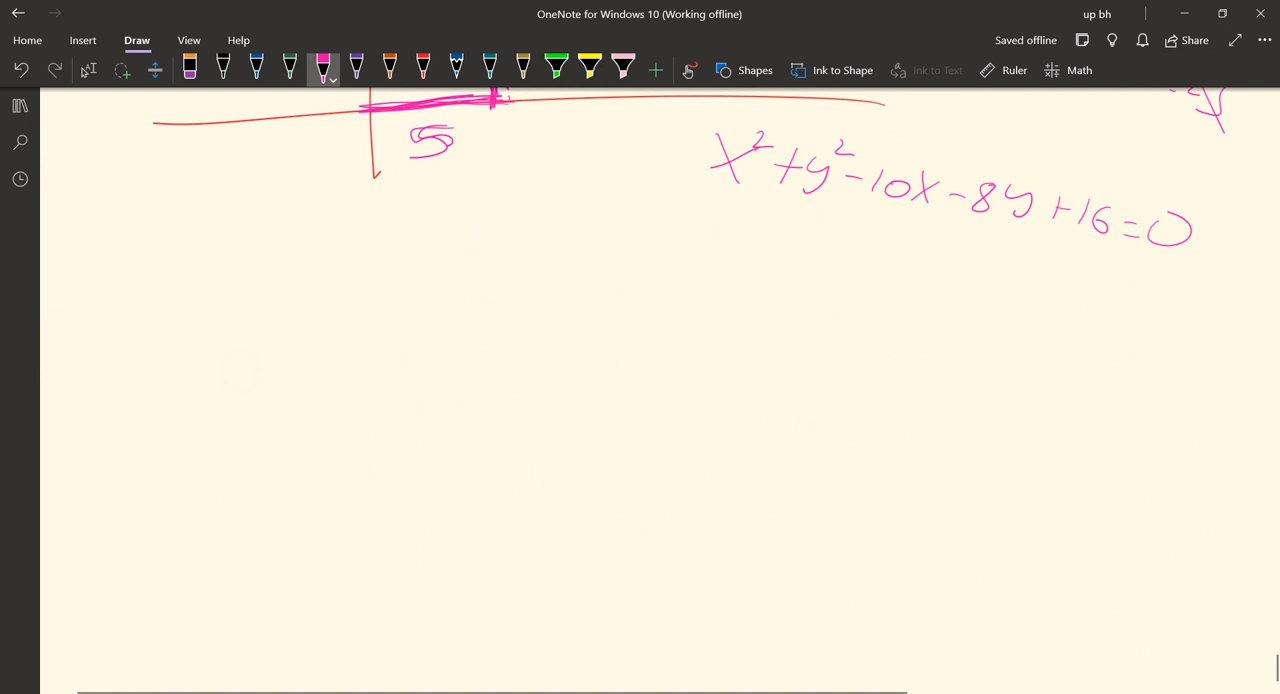 OneNote for Windows 10 (Working offline)
up bh
Home Insert Draw View Help
Saved offline
Share
Shapes
Ink to Shape
Ink to Text
Ruler
Math
5
x² + y² - 10x - 8y + 16 = 0